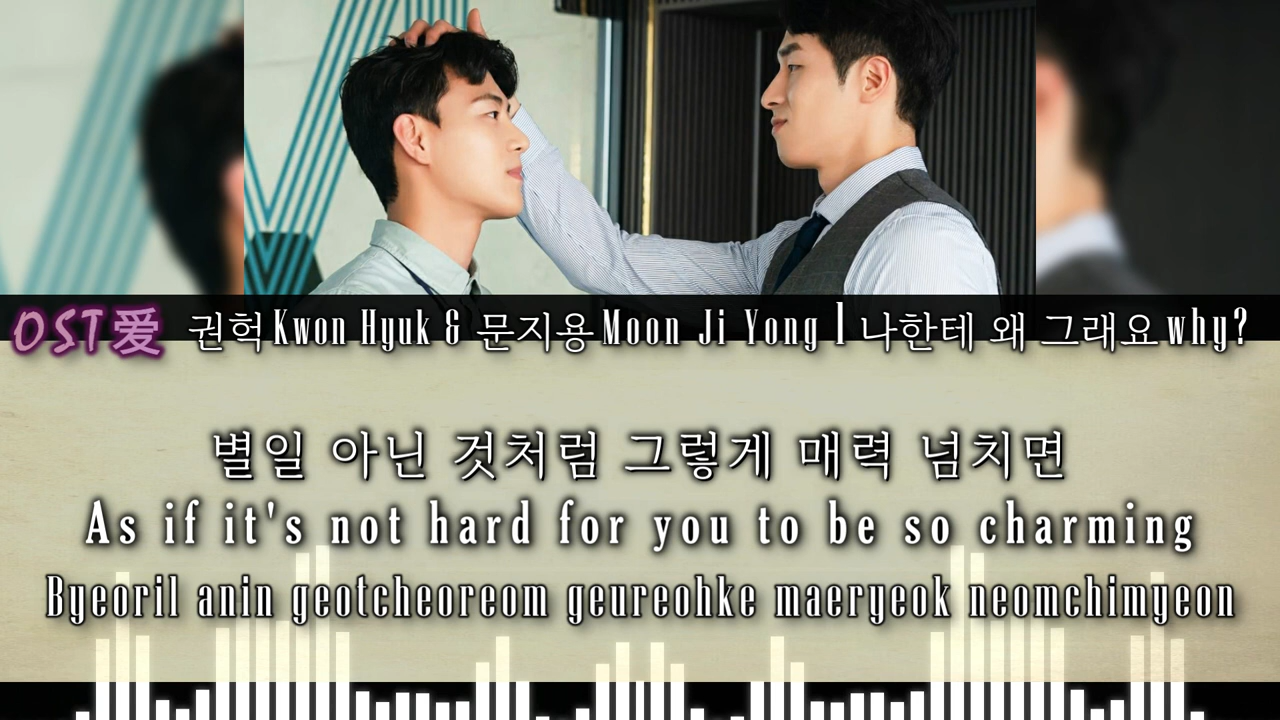 OST爱 권혁Kwon Hyuk & 문지용Moon Ji Yong l 나한테 왜 그래요why?
별일 아닌 것처럼 그렇게 매력 넘치면
As if it's not hard for you to be so charming
Byeoril anin geotcheoreom geureohke maeryeok neomchimyeon